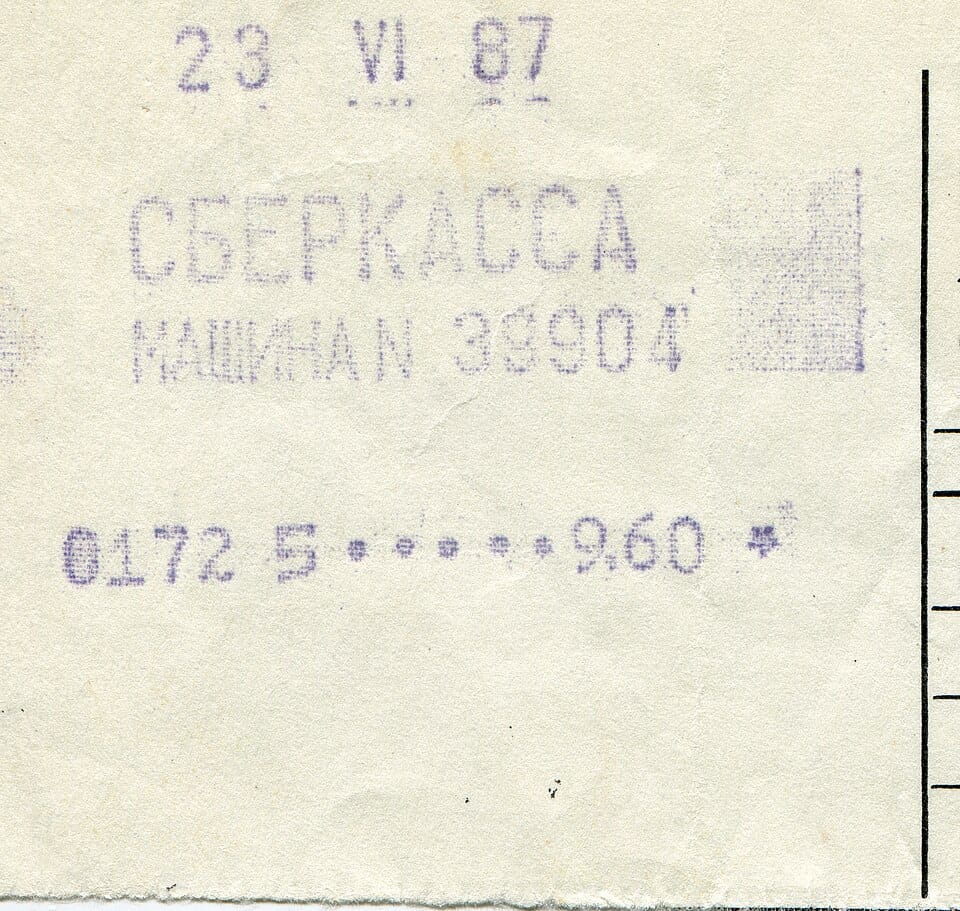 23 VI 87
СБЕРКАССА
МАШИНА N 39904
0172 5 ·····9.60 *